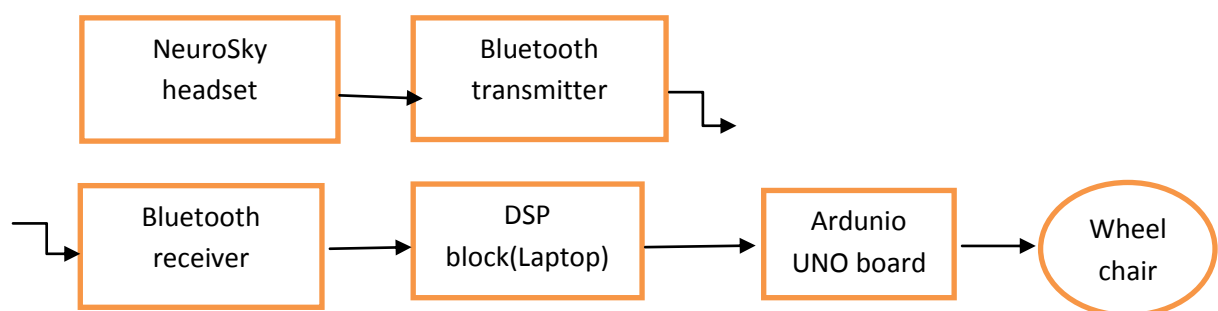 NeuroSky
headset
Bluetooth
transmitter
Bluetooth
receiver
DSP
block(Laptop)
Ardunio
UNO board
Wheel
chair